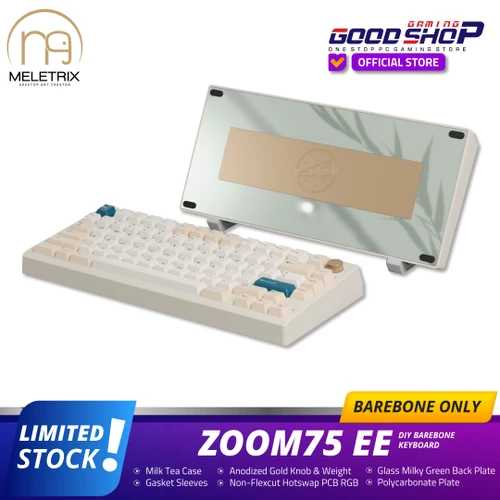 MELETRIX
DESKTOP ART CREATOR
GAMING
GOODSHOP
ONE STOP PC GAMING STORE
OFFICIAL STORE
BAREBONE ONLY
LIMITED
STOCK!
ZOOM75 EE
DIY BAREBONE
KEYBOARD
• Milk Tea Case
• Anodized Gold Knob & Weight
• Glass Milky Green Back Plate
• Gasket Sleeves
• Non-Flexcut Hotswap PCB RGB
• Polycarbonate Plate